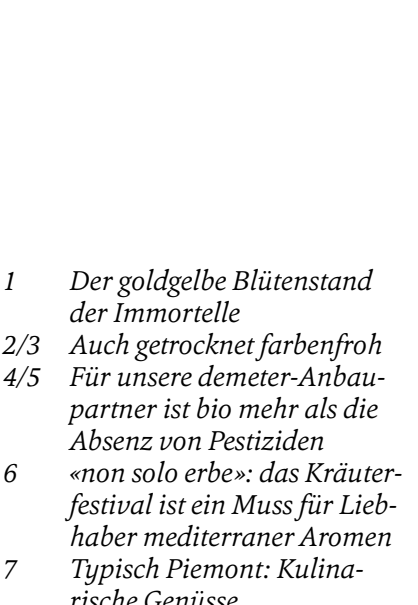 1 Der goldgelbe Blütenstand
der Immortelle
2/3 Auch getrocknet farbenfroh
4/5 Für unsere demeter-Anbau-
partner ist bio mehr als die
Absenz von Pestiziden
6 «non solo erbe»: das Kräuter-
festival ist ein Muss für Lieb-
haber mediterraner Aromen
7 Typisch Piemont: Kulina-
rische Genüsse